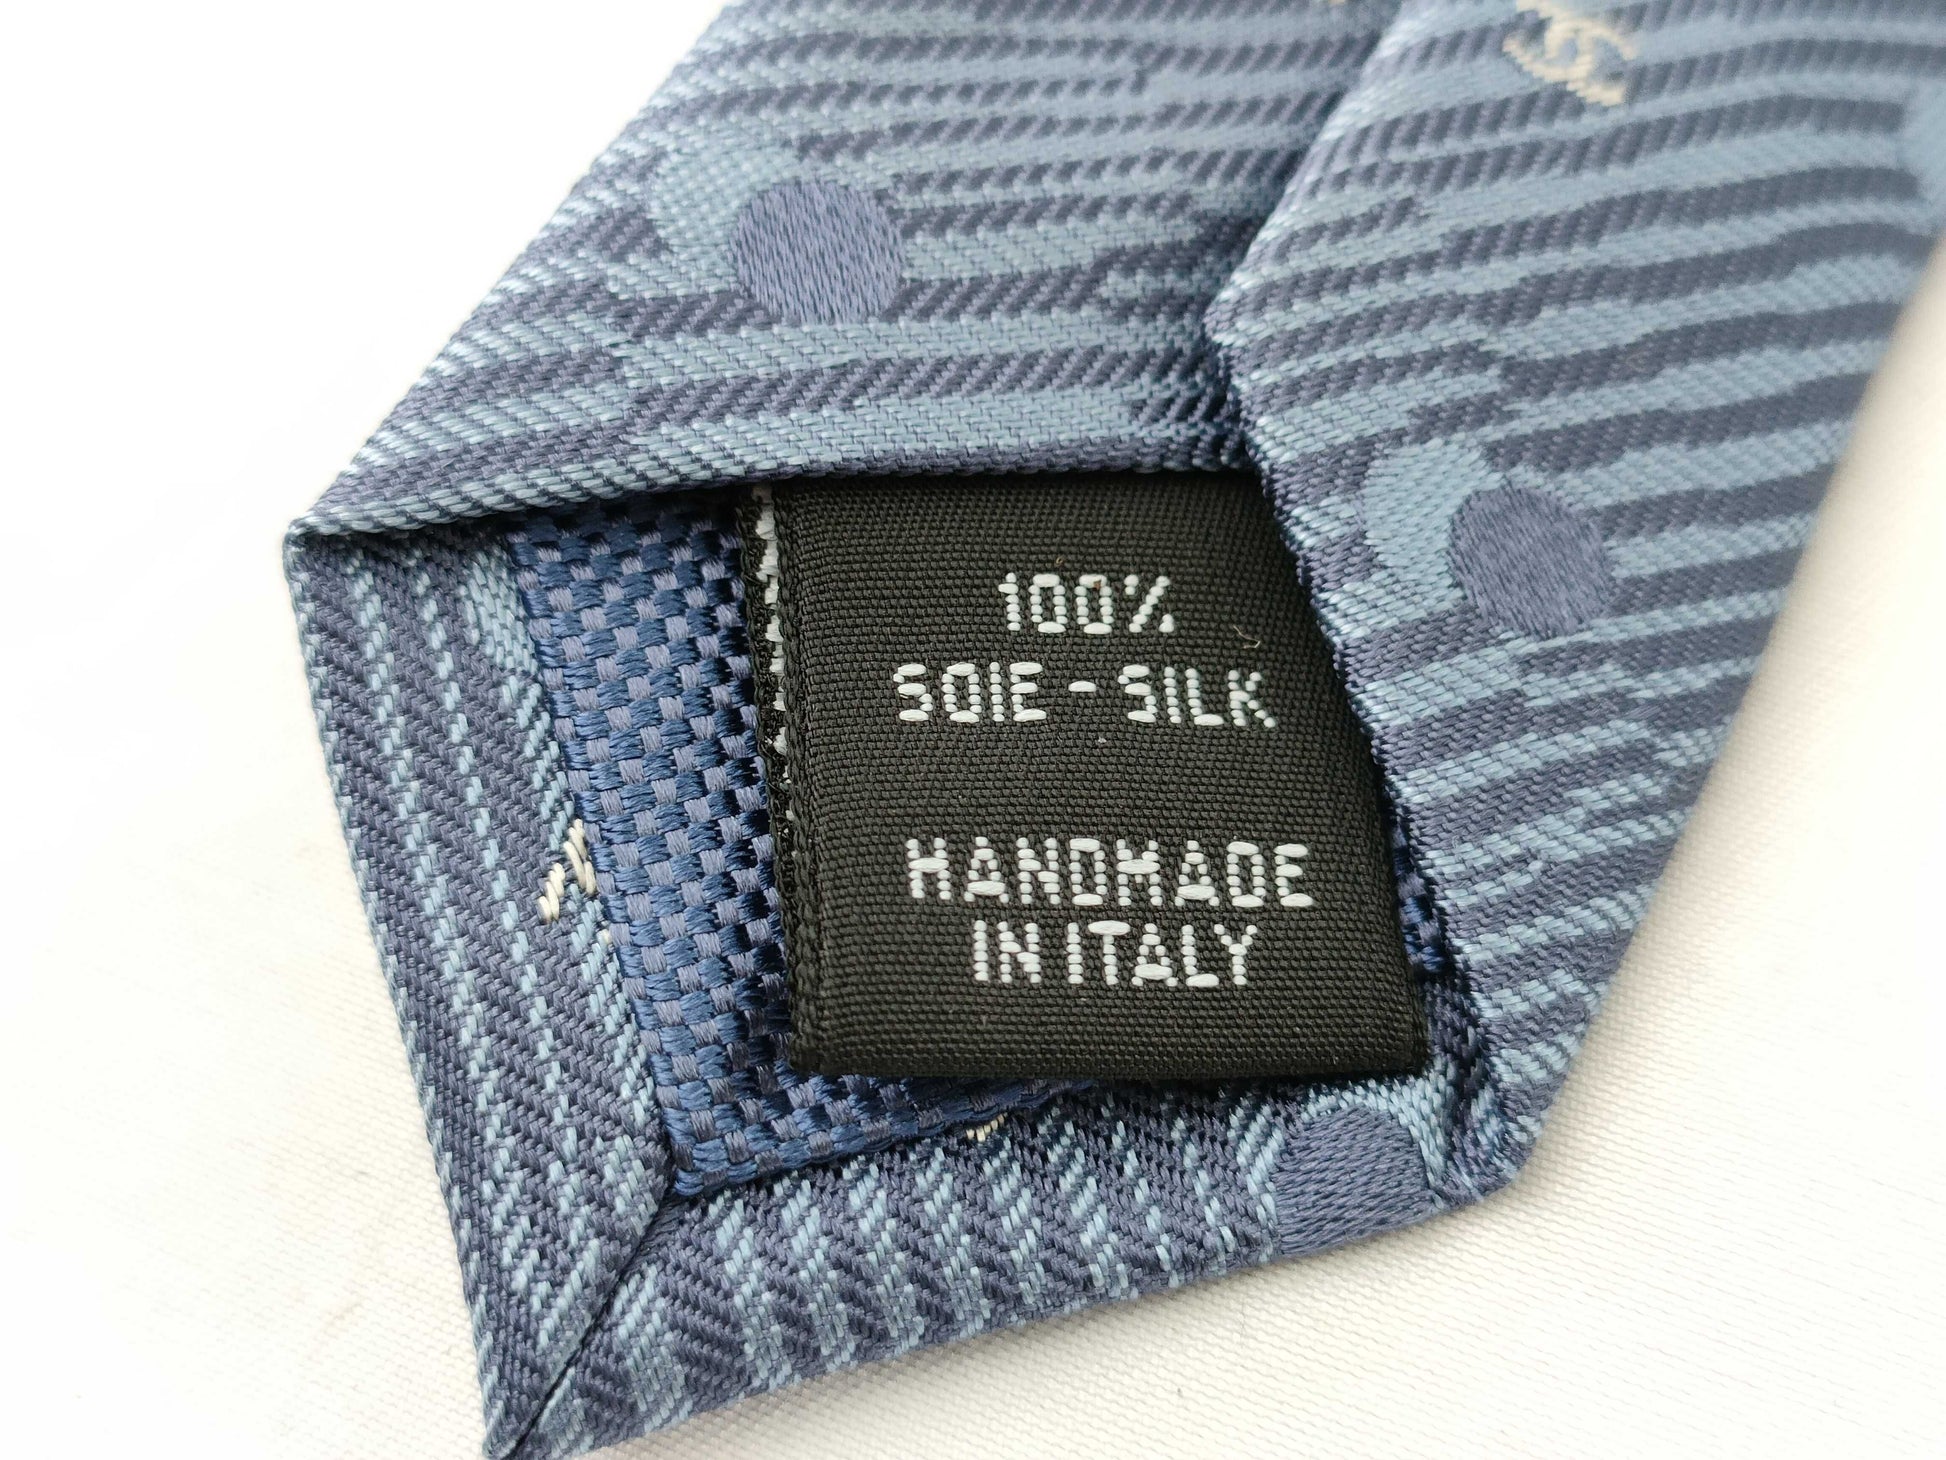 100%
SOIE - SILK
HANDMADE
IN ITALY